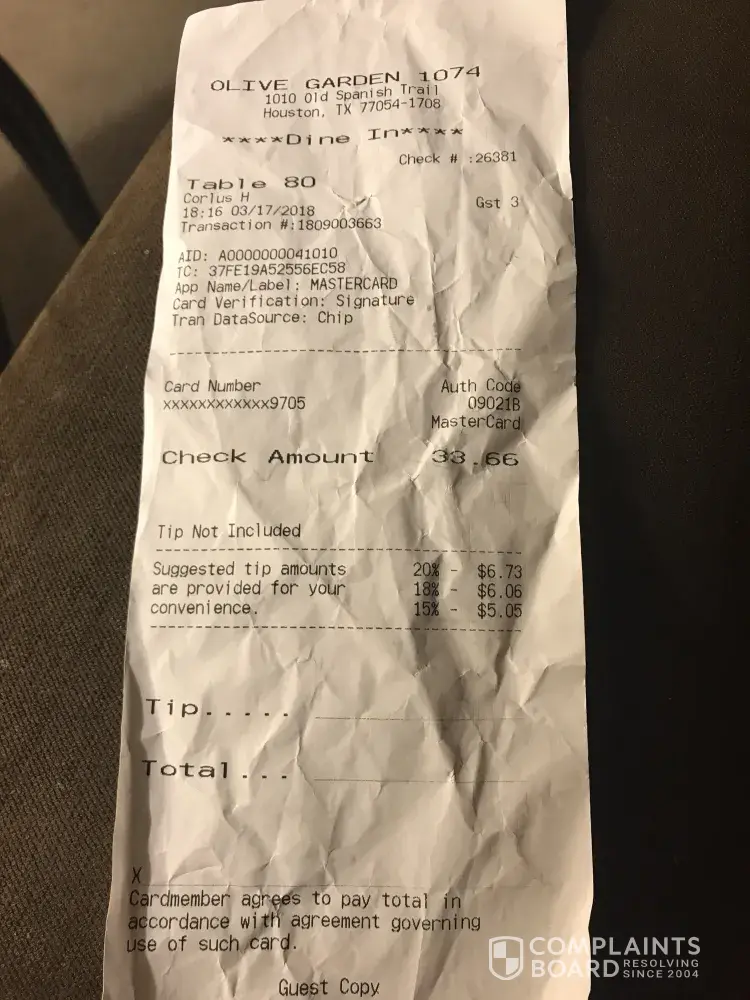 OLIVE GARDEN 1074
1010 Old Spanish Trail
Houston, TX 77054-1708
****Dine In****
Check # :26381
Table 80
Corlus H
Gst 3
18:16 03/17/2018
Transaction #:1809003663
AID: A0000000041010
TC: 37FE19A52556EC58
App Name/Label: MASTERCARD
Card Verification: Signature
Tran DataSource: Chip
Card Number Auth Code
xxxxxxxxxxxx9705 09021B
MasterCard
Check Amount 33.66
Tip Not Included
Suggested tip amounts 20% - $6.73
are provided for your 18% - $6.06
convenience. 15% - $5.05
Tip.....
Total...
X
Cardmember agrees to pay total in
accordance with agreement governing
use of such card.
Guest Copy
COMPLAINTS
BOARD RESOLVING SINCE 2004